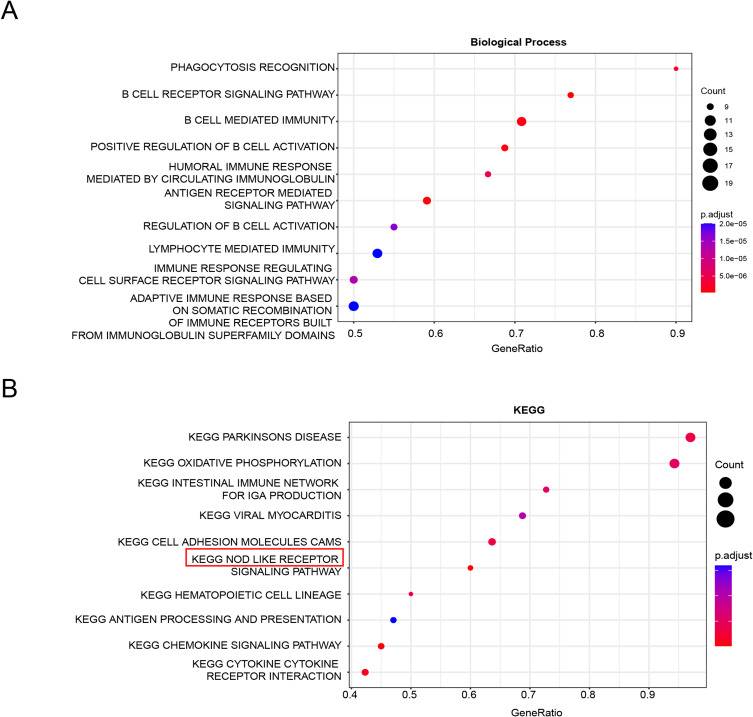 A
Biological Process
PHAGOCYTOSIS RECOGNITION
B CELL RECEPTOR SIGNALING PATHWAY
B CELL MEDIATED IMMUNITY
POSITIVE REGULATION OF B CELL ACTIVATION
HUMORAL IMMUNE RESPONSE
MEDIATED BY CIRCULATING IMMUNOGLOBULIN
ANTIGEN RECEPTOR MEDIATED
SIGNALING PATHWAY
REGULATION OF B CELL ACTIVATION
LYMPHOCYTE MEDIATED IMMUNITY
IMMUNE RESPONSE REGULATING
CELL SURFACE RECEPTOR SIGNALING PATHWAY
ADAPTIVE IMMUNE RESPONSE BASED
ON SOMATIC RECOMBINATION
OF IMMUNE RECEPTORS BUILT
FROM IMMUNOGLOBULIN SUPERFAMILY DOMAINS
0.5 0.6 0.7 0.8 0.9
GeneRatio
Count
9
11
13
15
17
19
p.adjust
2.0e−05
1.0e−05
5.0e−06
B
KEGG
KEGG PARKINSONS DISEASE
KEGG OXIDATIVE PHOSPHORYLATION
KEGG INTESTINAL IMMUNE NETWORK
FOR IGA PRODUCTION
KEGG VIRAL MYOCARDITIS
KEGG CELL ADHESION MOLECULES CAMS
KEGG NOD LIKE RECEPTOR
SIGNALING PATHWAY
KEGG HEMATOPOIETIC CELL LINEAGE
KEGG ANTIGEN PROCESSING AND PRESENTATION
KEGG CHEMOKINE SIGNALING PATHWAY
KEGG CYTOKINE CYTOKINE
RECEPTOR INTERACTION
0.4 0.5 0.6 0.7 0.8 0.9
GeneRatio
Count
p.adjust